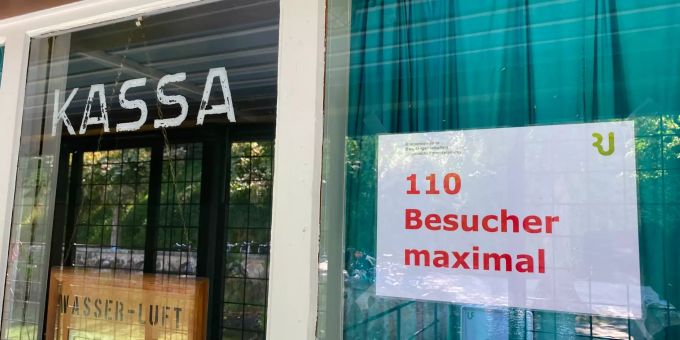 KASSA
WASSER-LUFT
110
Besucher
maximal